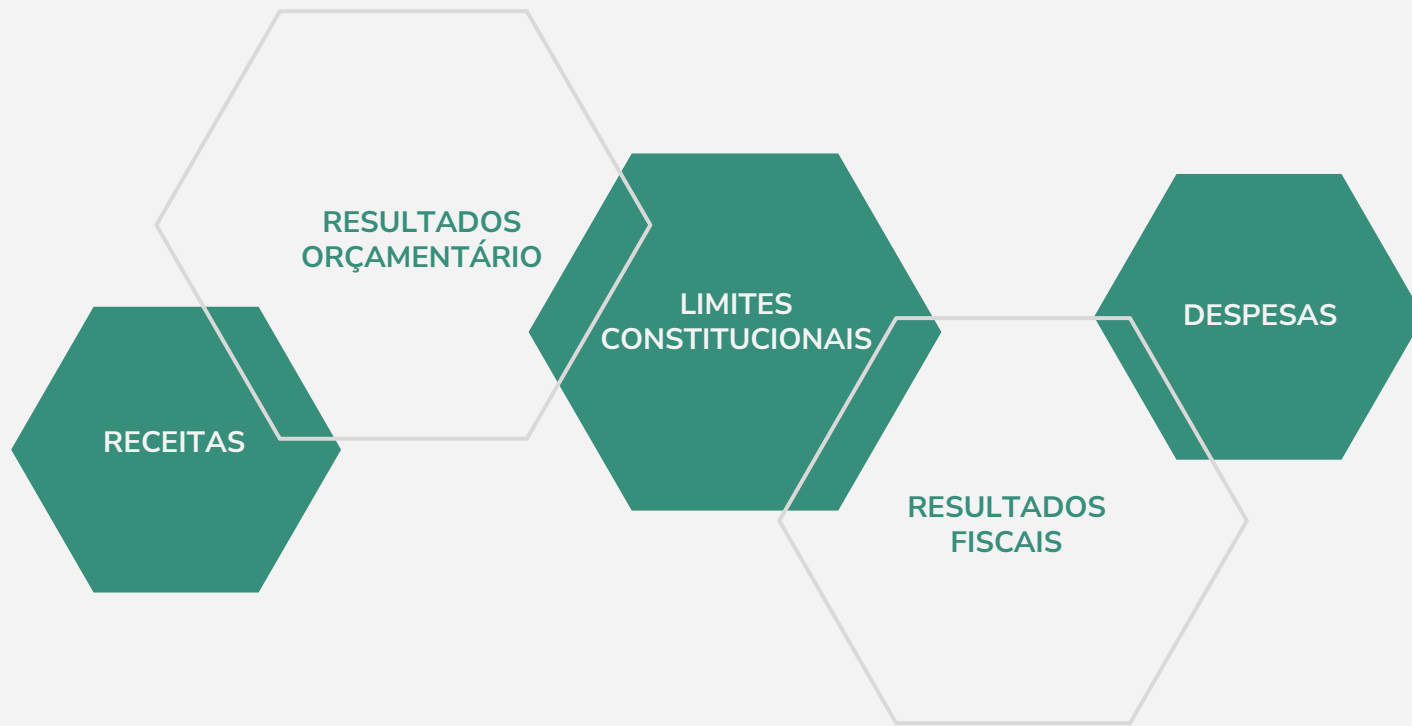 RECEITAS
RESULTADOS
ORÇAMENTÁRIO
LIMITES
CONSTITUCIONAIS
RESULTADOS
FISCAIS
DESPESAS